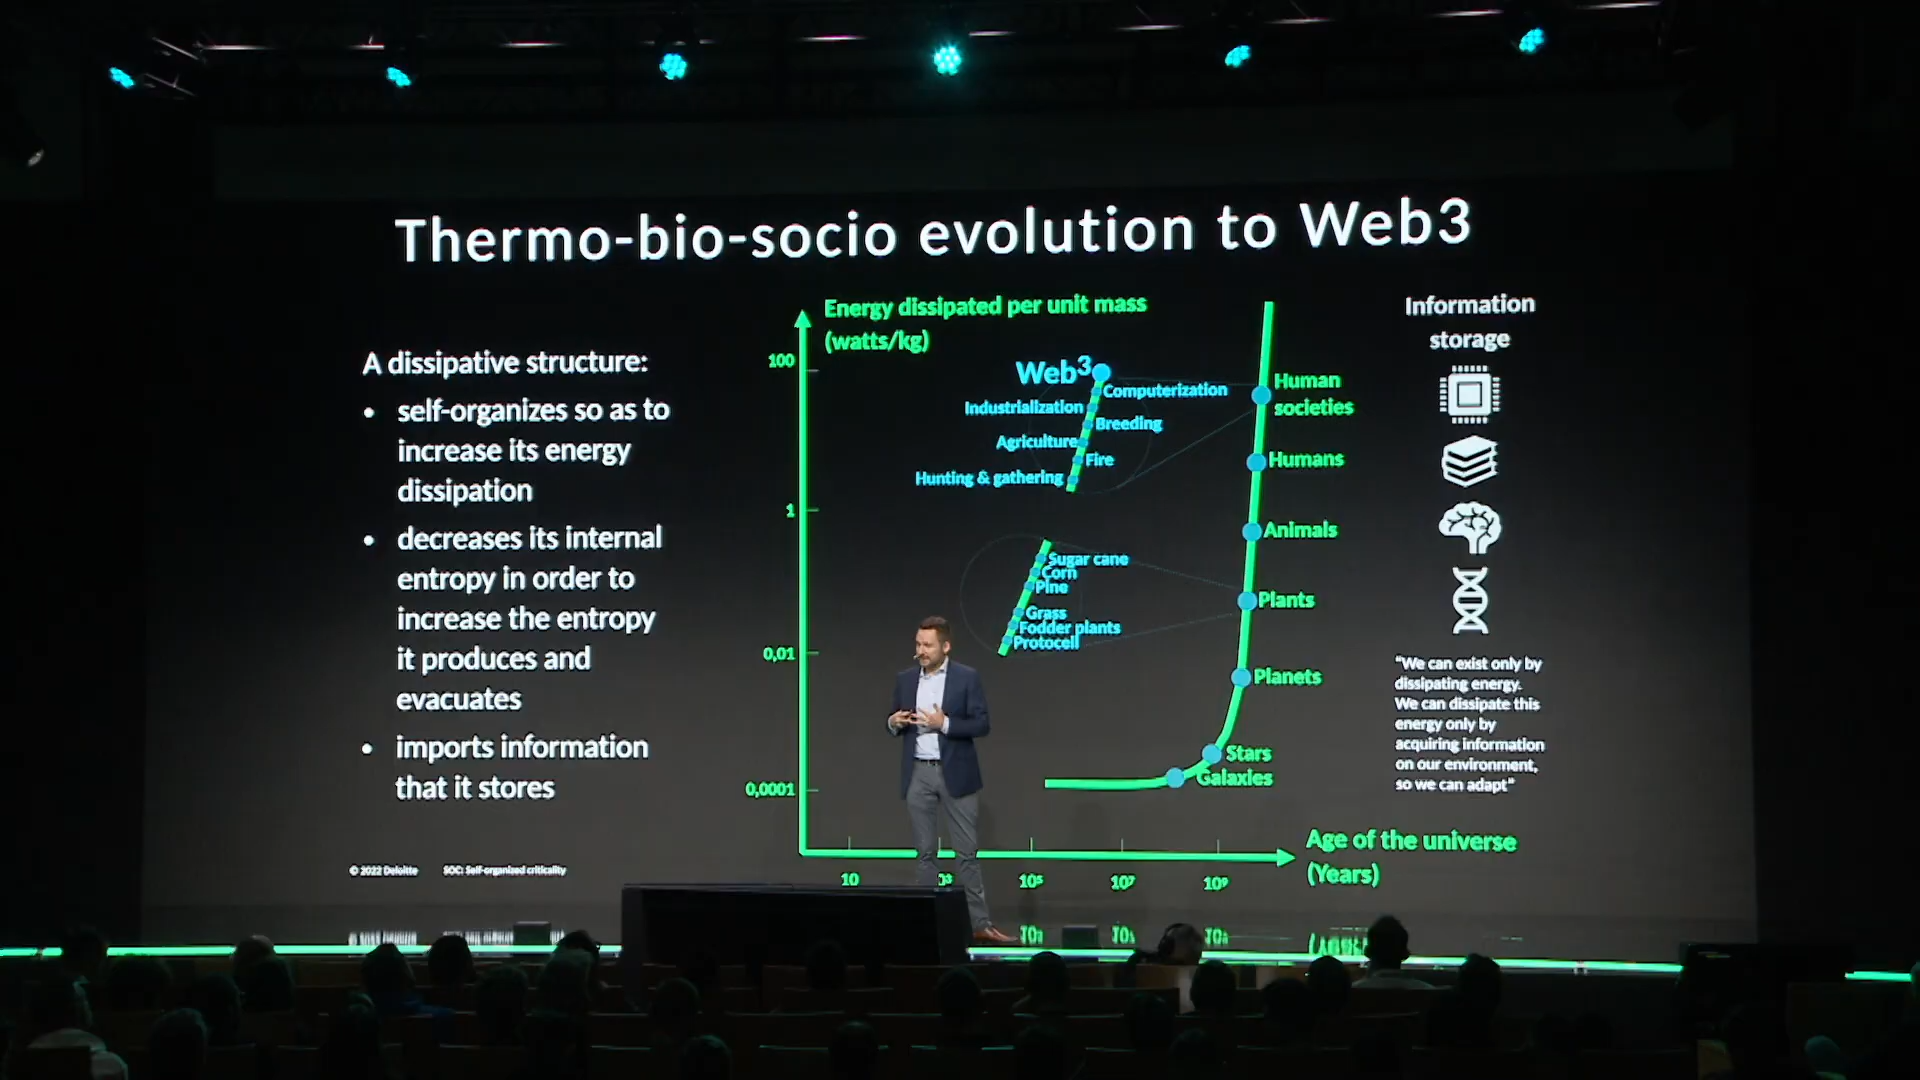 Thermo-bio-socio evolution to Web3
A dissipative structure:
• self-organizes so as to
increase its energy
dissipation
• decreases its internal
entropy in order to
increase the entropy
it produces and
evacuates
• imports information
that it stores
© 2022 Deloitte
SOC: Self-organized criticality
Energy dissipated per unit mass
(watts/kg)
100
1
0,01
0,0001
Web³
Computerization
Industrialization
Breeding
Agriculture
Fire
Hunting & gathering
Sugar cane
Corn
Pine
Grass
Fodder plants
Protocell
Human
societies
Humans
Animals
Plants
Planets
Stars
Galaxies
10
10⁵
10⁷
10⁹
Age of the universe
(Years)
Information
storage
"We can exist only by
dissipating energy.
We can dissipate this
energy only by
acquiring information
on our environment,
so we can adapt"